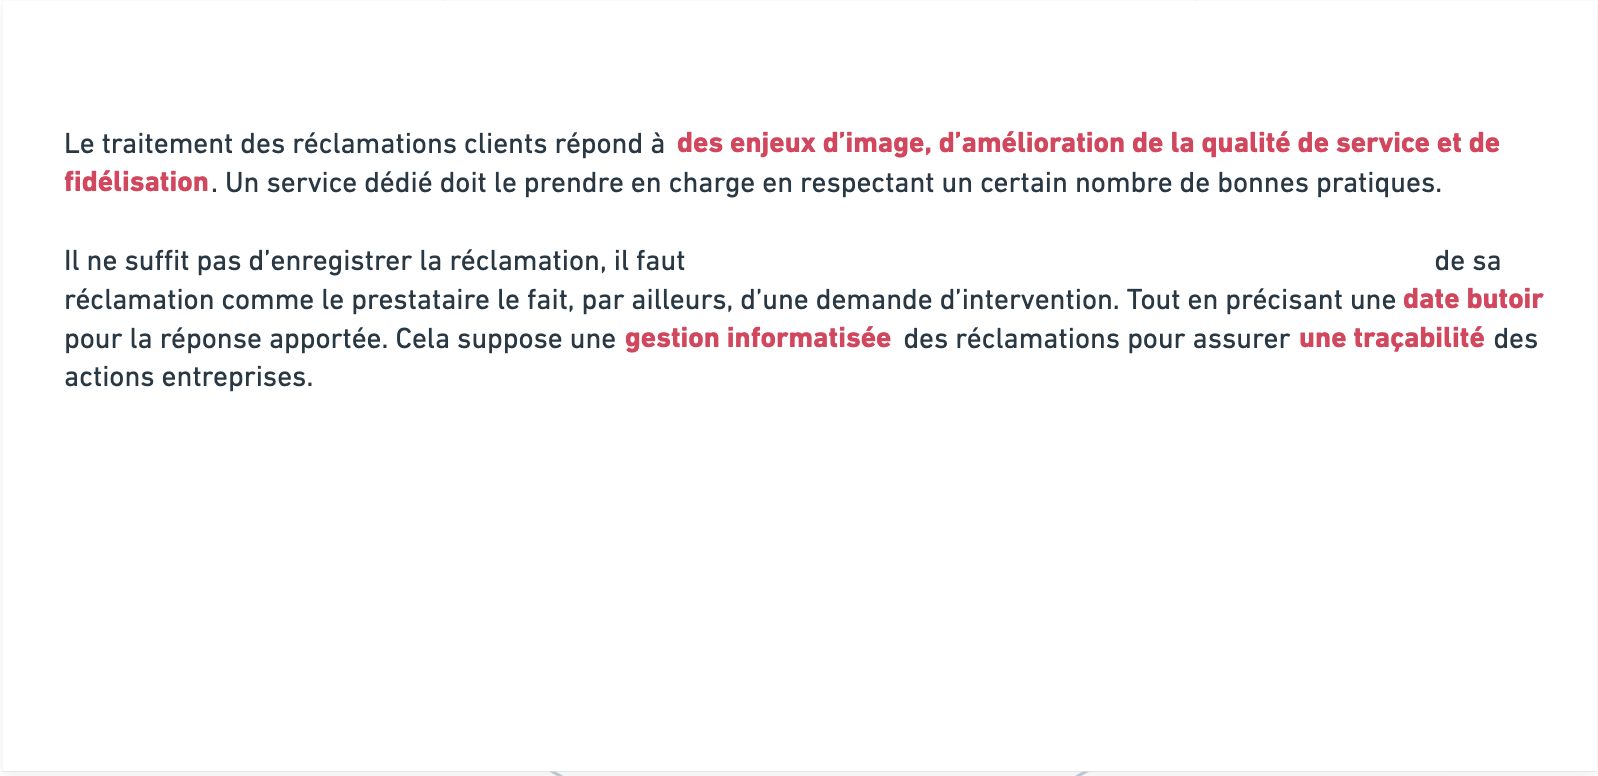 Le traitement des réclamations clients répond à des enjeux d’image, d’amélioration de la qualité de service et de
fidélisation. Un service dédié doit le prendre en charge en respectant un certain nombre de bonnes pratiques.
Il ne suffit pas d’enregistrer la réclamation, il faut de sa
réclamation comme le prestataire le fait, par ailleurs, d’une demande d’intervention. Tout en précisant une date butoir
pour la réponse apportée. Cela suppose une gestion informatisée des réclamations pour assurer une traçabilité des
actions entreprises.